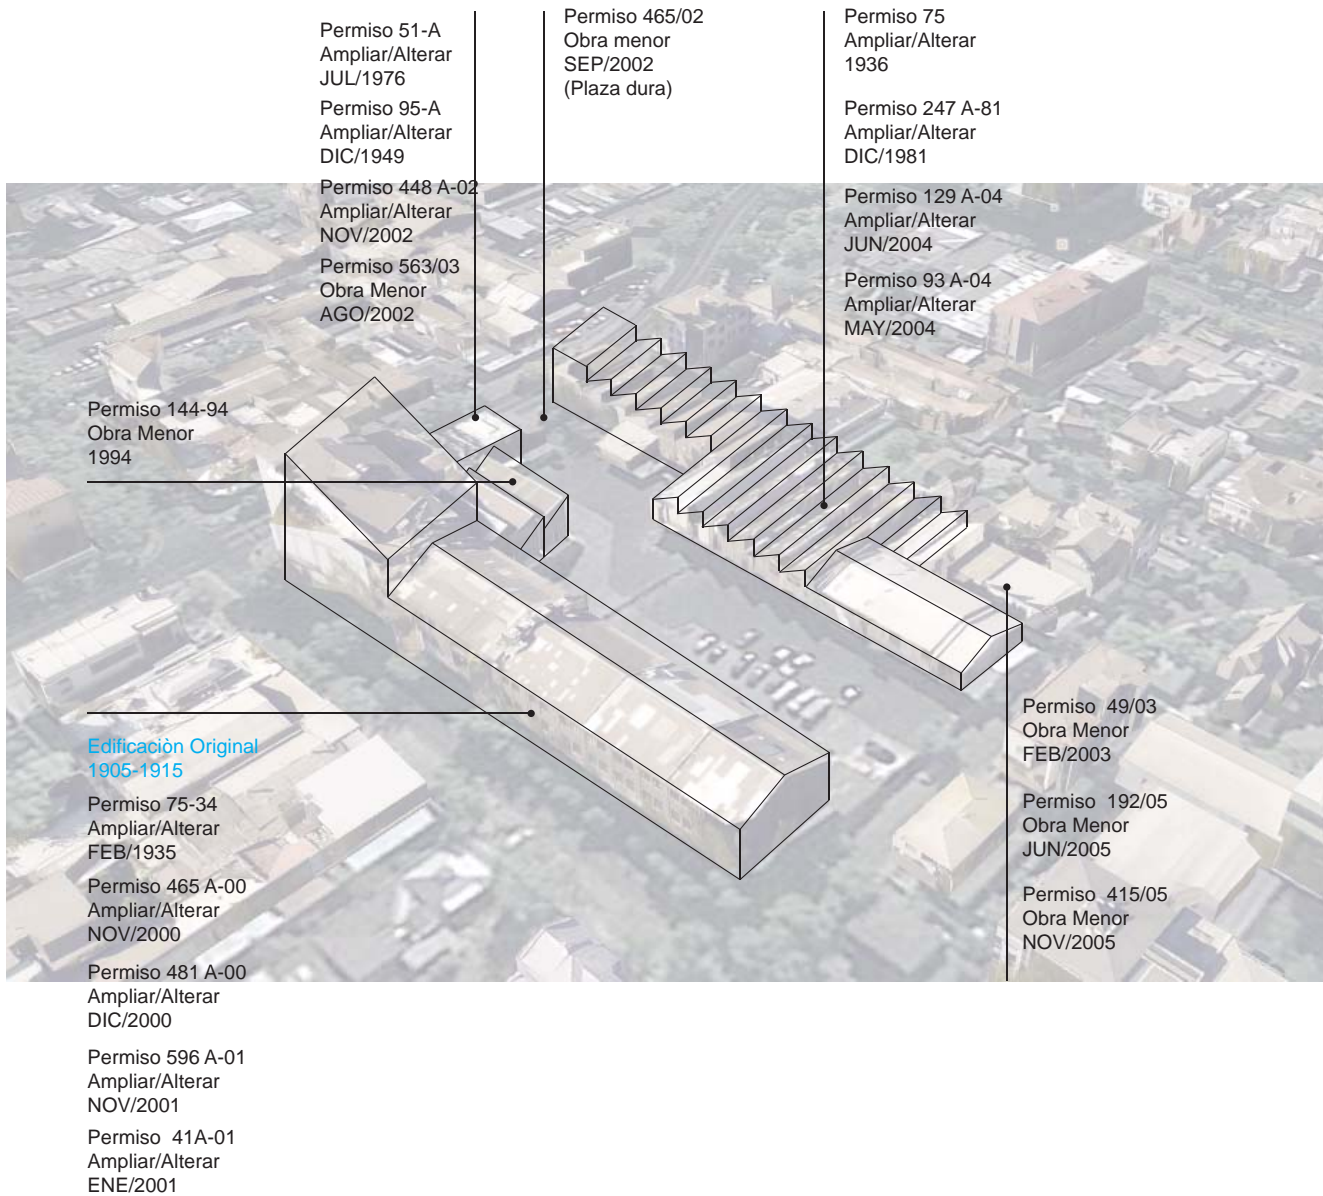 Permiso 51-A
Ampliar/Alterar
JUL/1976
Permiso 95-A
Ampliar/Alterar
DIC/1949
Permiso 448 A-02
Ampliar/Alterar
NOV/2002
Permiso 563/03
Obra Menor
AGO/2002
Permiso 465/02
Obra menor
SEP/2002
(Plaza dura)
Permiso 75
Ampliar/Alterar
1936
Permiso 247 A-81
Ampliar/Alterar
DIC/1981
Permiso 129 A-04
Ampliar/Alterar
JUN/2004
Permiso 93 A-04
Ampliar/Alterar
MAY/2004
Permiso 144-94
Obra Menor
1994
Edificaciòn Original
1905-1915
Permiso 75-34
Ampliar/Alterar
FEB/1935
Permiso 465 A-00
Ampliar/Alterar
NOV/2000
Permiso 481 A-00
Ampliar/Alterar
DIC/2000
Permiso 596 A-01
Ampliar/Alterar
NOV/2001
Permiso  41A-01
Ampliar/Alterar
ENE/2001
Permiso  49/03
Obra Menor
FEB/2003
Permiso  192/05
Obra Menor
JUN/2005
Permiso  415/05
Obra Menor
NOV/2005